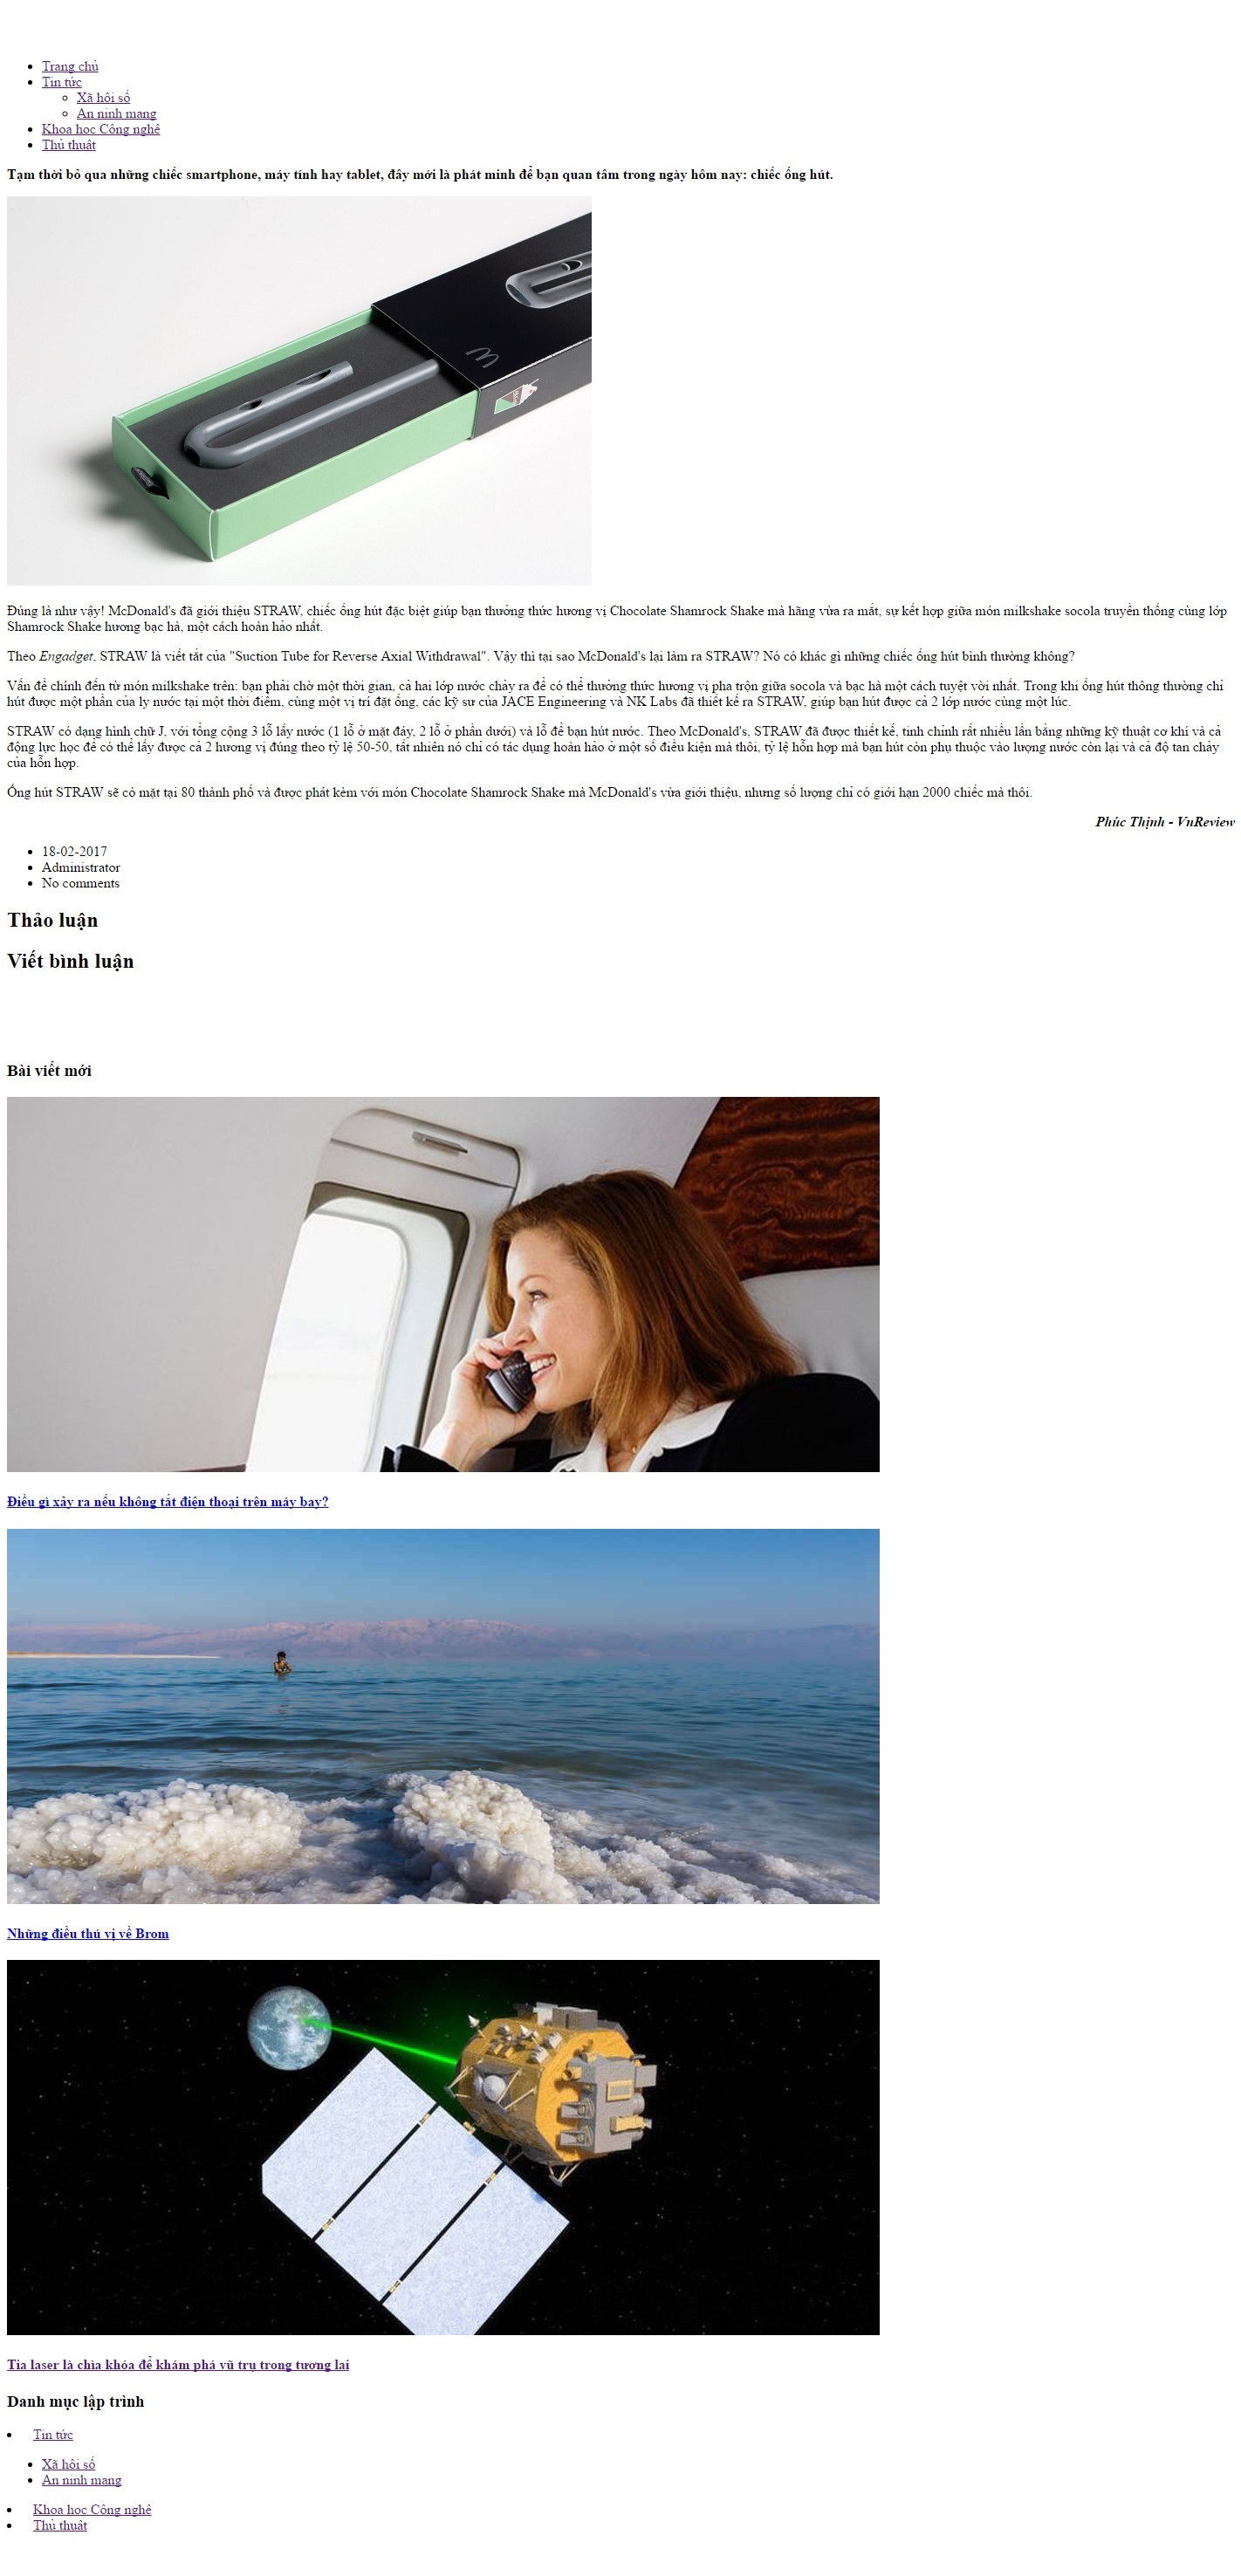 Trang chủ
Tin tức
Xã hội số
An ninh mạng
Khoa học Công nghệ
Thủ thuật
Tạm thời bỏ qua những chiếc smartphone, máy tính hay tablet, đây mới là phát minh để bạn quan tâm trong ngày hôm nay: chiếc ống hút.
Đúng là như vậy! McDonald's đã giới thiệu STRAW, chiếc ống hút đặc biệt giúp bạn thưởng thức hương vị Chocolate Shamrock Shake mà hãng vừa ra mắt, sự kết hợp giữa món milkshake socola truyền thống cùng lớp
Shamrock Shake hương bạc hà, một cách hoàn hảo nhất.
Theo Engadget, STRAW là viết tắt của "Suction Tube for Reverse Axial Withdrawal". Vậy thì tại sao McDonald's lại làm ra STRAW? Nó có khác gì những chiếc ống hút bình thường không?
Vấn đề chính đến từ món milkshake trên: bạn phải chờ một thời gian, cả hai lớp nước chảy ra để có thể thưởng thức hương vị pha trộn giữa socola và bạc hà một cách tuyệt vời nhất. Trong khi ống hút thông thường chỉ
hút được một phần của ly nước tại một thời điểm, cùng một vị trí đặt ống, các kỹ sư của JACE Engineering và NK Labs đã thiết kế ra STRAW, giúp bạn hút được cả 2 lớp nước cùng một lúc.
STRAW có dạng hình chữ J, với tổng cộng 3 lỗ lấy nước (1 lỗ ở mặt đáy, 2 lỗ ở phần dưới) và lỗ để bạn hút nước. Theo McDonald's, STRAW đã được thiết kế, tinh chỉnh rất nhiều lần bằng những kỹ thuật cơ khí và cả
động lực học để có thể lấy được cả 2 hương vị đúng theo tỷ lệ 50-50, tất nhiên nó chỉ có tác dụng hoàn hảo ở một số điều kiện mà thôi, tỷ lệ hỗn hợp mà bạn hút còn phụ thuộc vào lượng nước còn lại và cả độ tan chảy
của hỗn hợp.
Ống hút STRAW sẽ có mặt tại 80 thành phố và được phát kèm với món Chocolate Shamrock Shake mà McDonald's vừa giới thiệu, nhưng số lượng chỉ có giới hạn 2000 chiếc mà thôi.
Phúc Thịnh - VnReview
18-02-2017
Administrator
No comments
Thảo luận
Viết bình luận
Bài viết mới
Điều gì xảy ra nếu không tắt điện thoại trên máy bay?
Những điều thú vị về Brom
Tia laser là chìa khóa để khám phá vũ trụ trong tương lai
Danh mục lập trình
Tin tức
Xã hội số
An ninh mạng
Khoa học Công nghệ
Thủ thuật